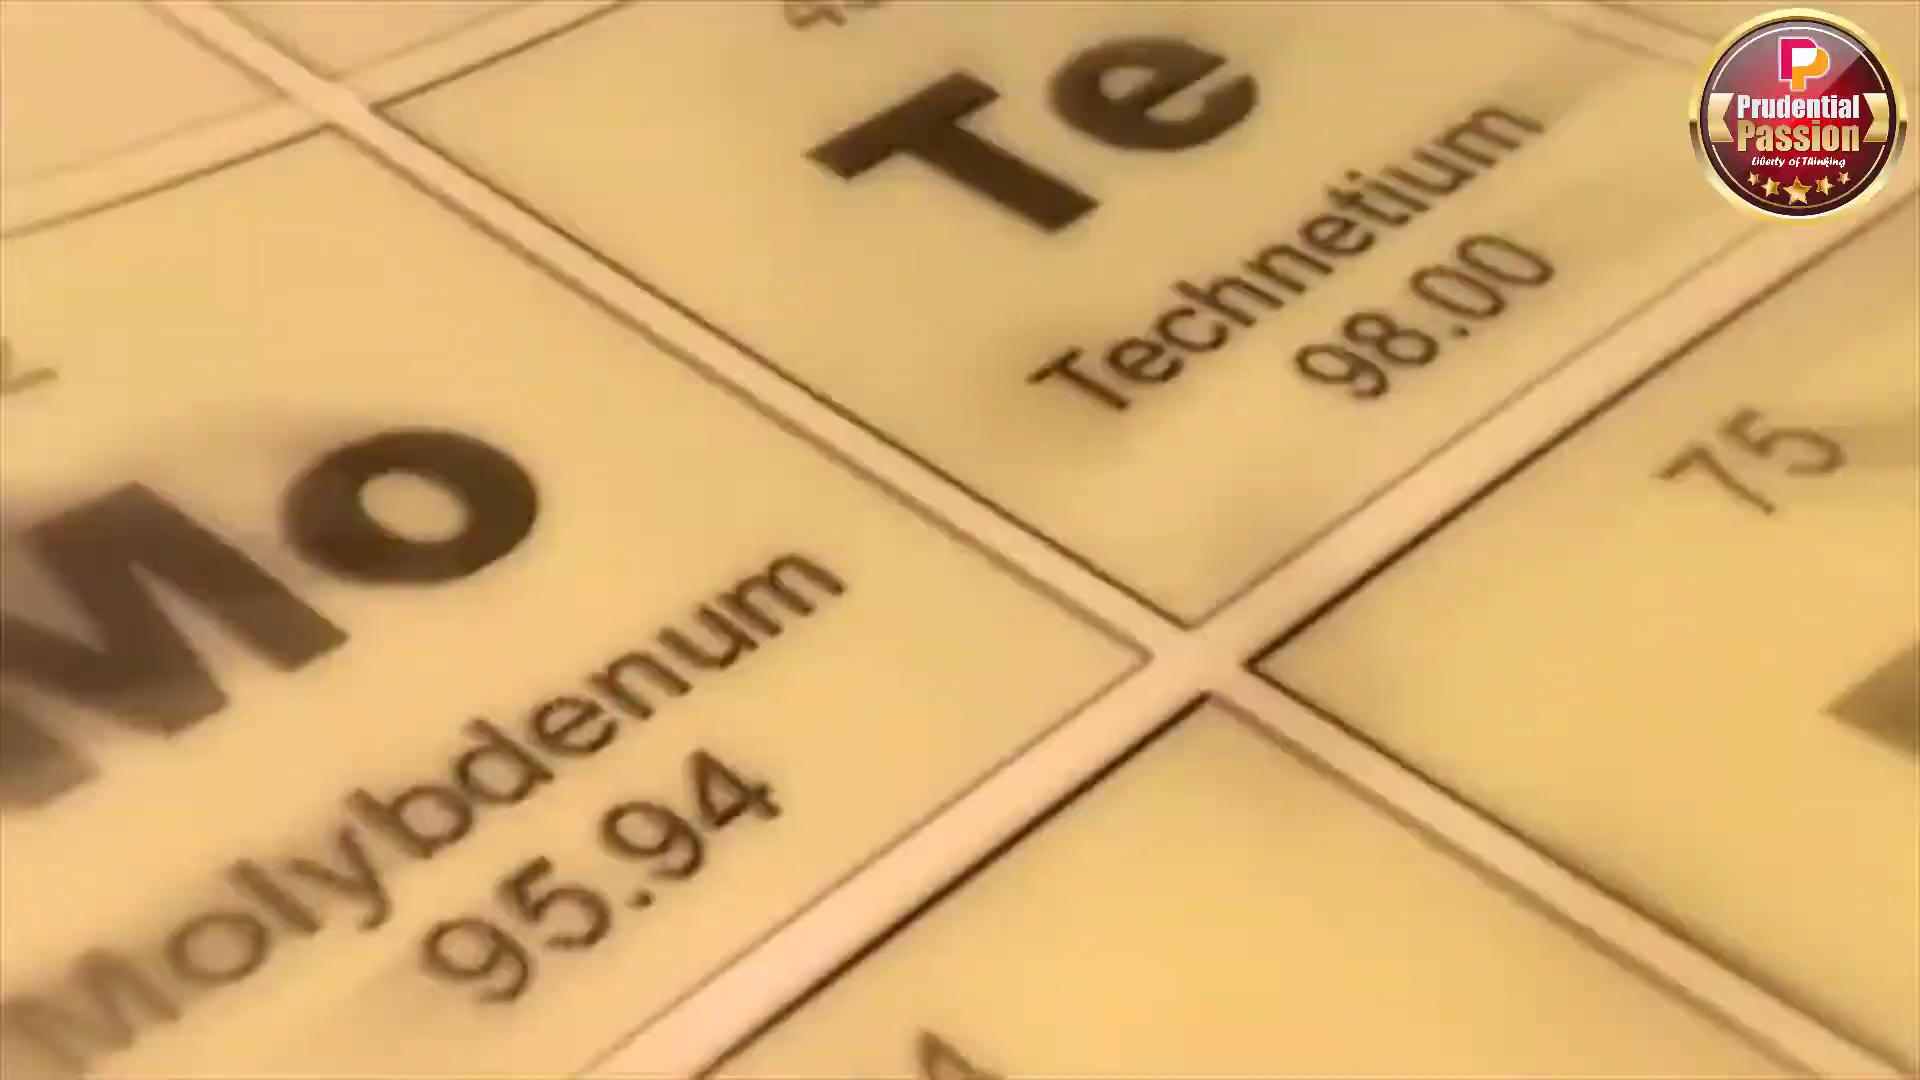 Te
Technetium
98.00
75
Mo
Molybdenum
95.94
Prudential
Passion
Liberty of Thinking